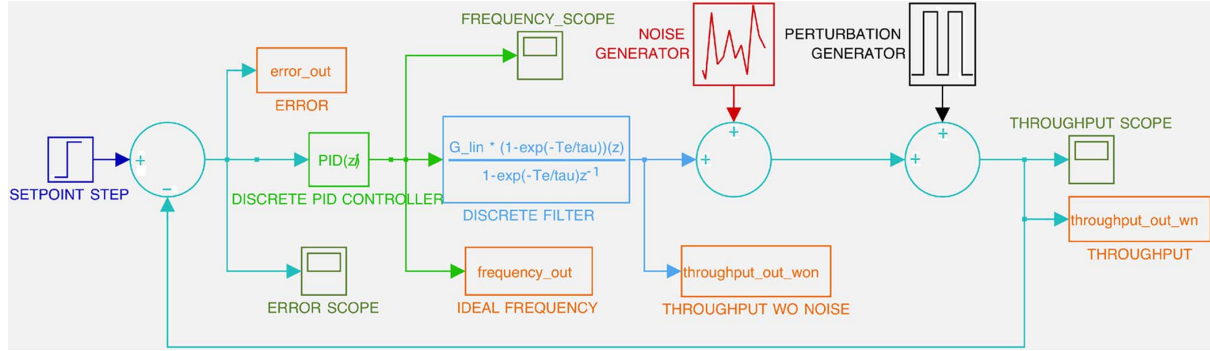 FREQUENCY_SCOPE
NOISE
GENERATOR
PERTURBATION
GENERATOR
error_out
ERROR
THROUGHPUT SCOPE
SETPOINT STEP
+
−
PID(z)
DISCRETE PID CONTROLLER
G_lin * (1-exp(-Te/tau))(z)
1-exp(-Te/tau)z-1
DISCRETE FILTER
+
+
+
+
throughput_out_wn
THROUGHPUT
ERROR SCOPE
frequency_out
IDEAL FREQUENCY
throughput_out_won
THROUGHPUT WO NOISE